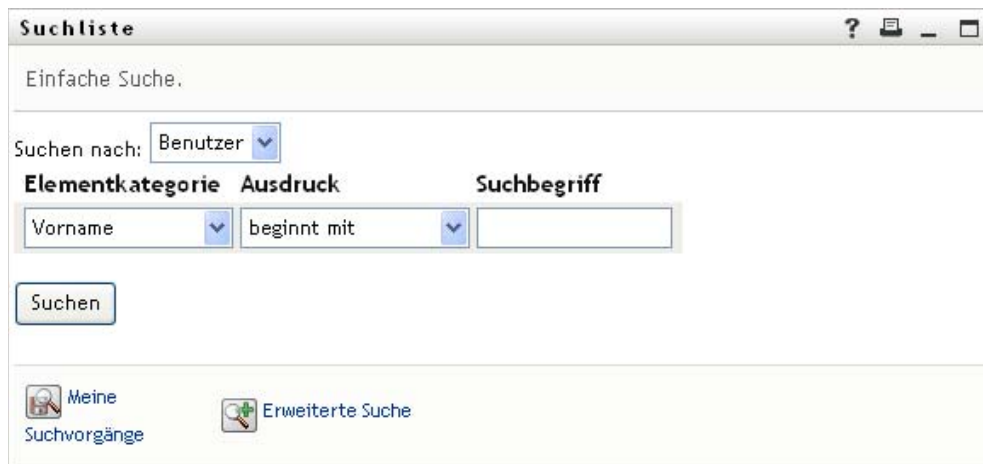 Suchliste
Einfache Suche.
Suchen nach: Benutzer
Elementkategorie Ausdruck Suchbegriff
Vorname beginnt mit
Suchen
Meine
Suchvorgänge
Erweiterte Suche